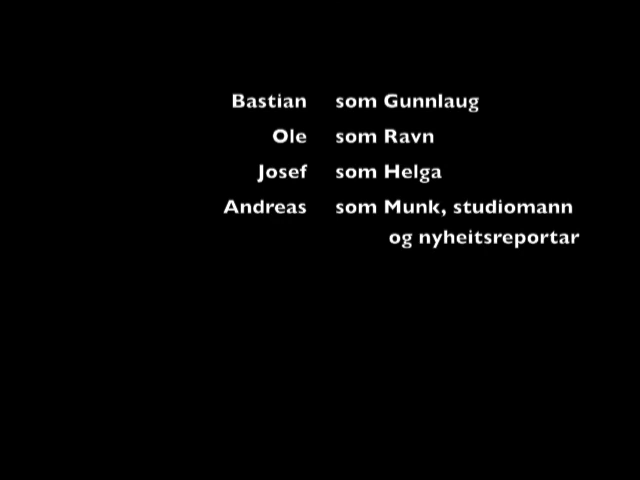 Bastian som Gunnlaug
Ole som Ravn
Josef som Helga
Andreas som Munk, studiomann
og nyheitsreportar